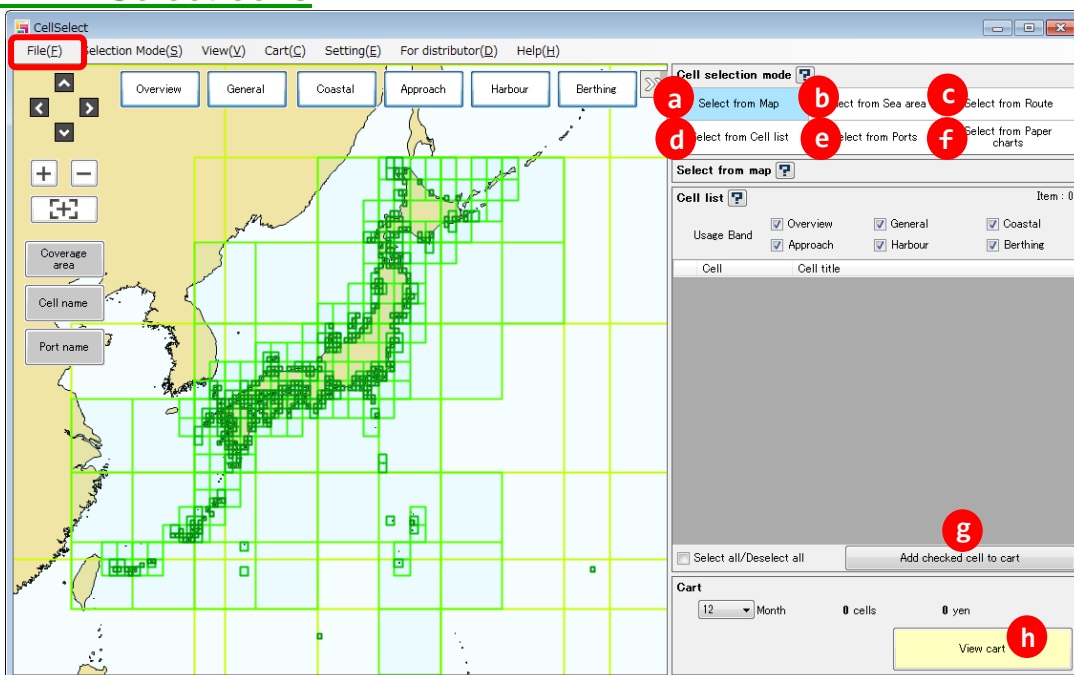 CellSelect
File(F) Selection Mode(S) View(V) Cart(C) Setting(E) For distributor(D) Help(H)
Overview General Coastal Approach Harbour Berthing
Coverage
area
Cell name
Port name
Cell selection mode ?
a Select from Map b ect from Sea area c Select from Route
d elect from Cell list e elect from Ports f Select from Paper
charts
Select from map ?
Cell list ? Item : 0
Usage Band
Overview General Coastal
Approach Harbour Berthing
Cell Cell title
g
Select all/Deselect all Add checked cell to cart
Cart
12 Month 0 cells 0 yen
View cart h